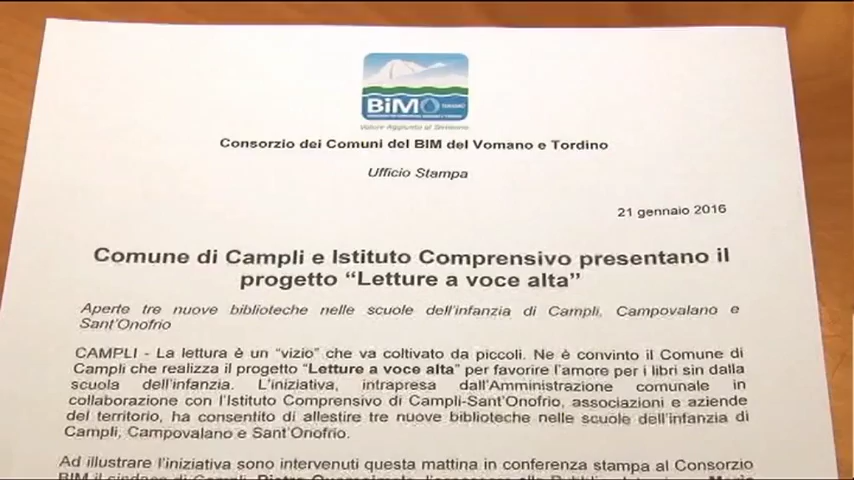 BiM
Valore Aggiunto al Territorio
Consorzio dei Comuni del BIM del Vomano e Tordino
Ufficio Stampa
21 gennaio 2016
Comune di Campli e Istituto Comprensivo presentano il
progetto “Letture a voce alta”
Aperte tre nuove biblioteche nelle scuole dell’infanzia di Campli, Campovalano e
Sant’Onofrio
CAMPLI - La lettura è un “vizio” che va coltivato da piccoli. Ne è convinto il Comune di
Campli che realizza il progetto “Letture a voce alta” per favorire l’amore per i libri sin dalla
scuola dell’infanzia. L’iniziativa, intrapresa dall’Amministrazione comunale in
collaborazione con l’Istituto Comprensivo di Campli-Sant’Onofrio, associazioni e aziende
del territorio, ha consentito di allestire tre nuove biblioteche nelle scuole dell’infanzia di
Campli, Campovalano e Sant’Onofrio.
Ad illustrare l’iniziativa sono intervenuti questa mattina in conferenza stampa al Consorzio
BIM il sindaco di Campli, Pietro